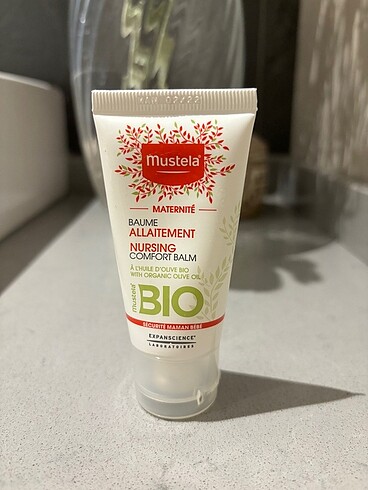 mustela®
MATERNITÉ
BAUME
ALLAITEMENT
NURSING
COMFORT BALM
À L'HUILE D'OLIVE BIO
WITH ORGANIC OLIVE OIL
mustela®
BIO
SÉCURITÉ MAMAN BÉBÉ
EXPANSCIENCE®
LABORATOIRES